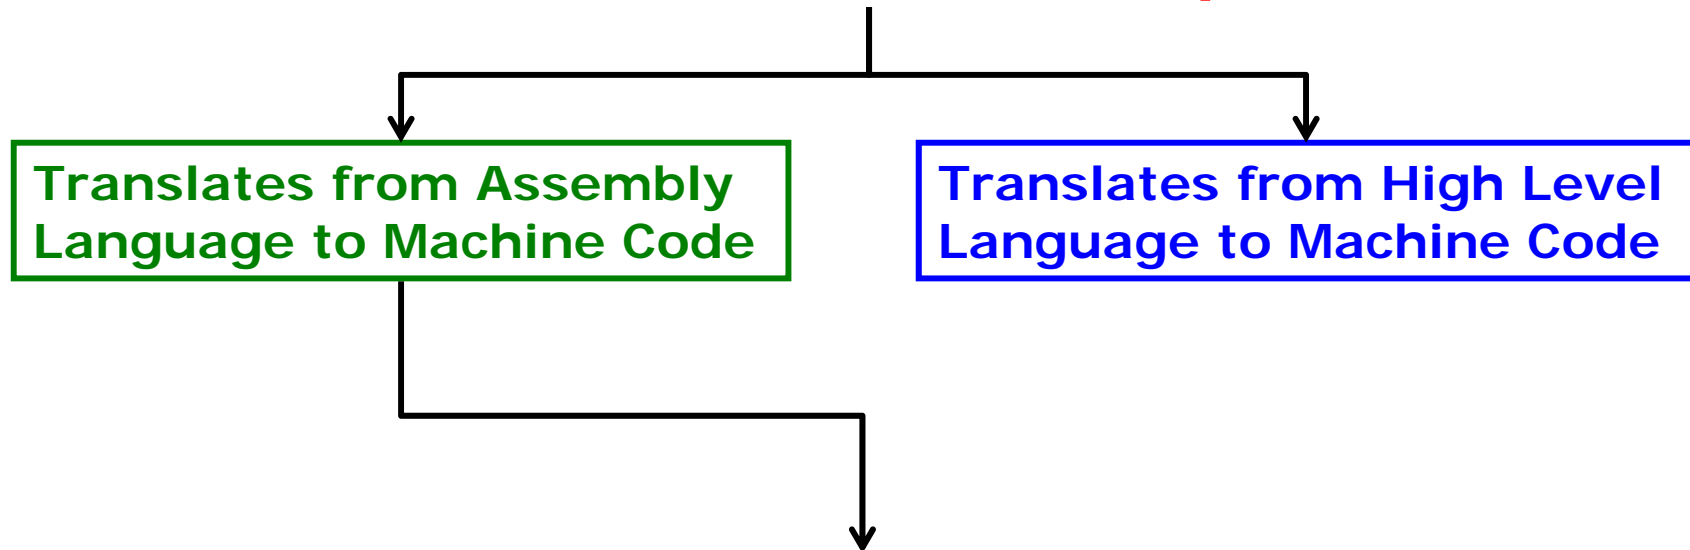 Translates from Assembly
Language to Machine Code
Translates from High Level
Language to Machine Code